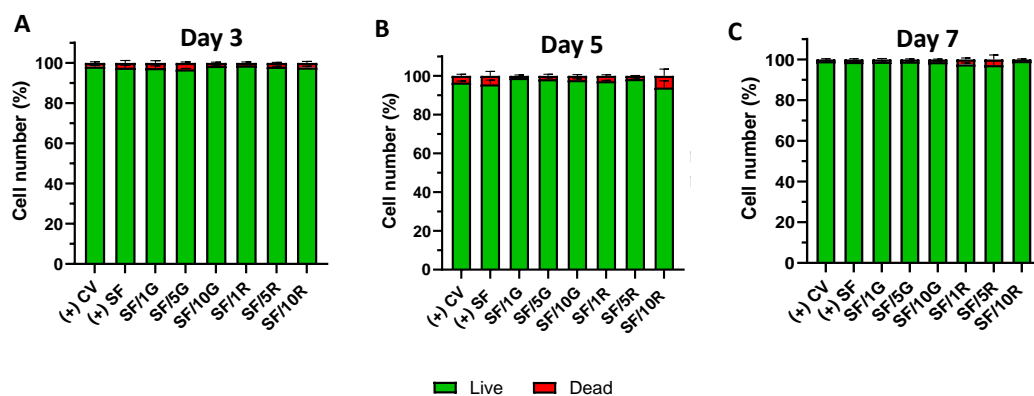 A
Day 3
Cell number (%)
100
80
60
40
20
0
(+) CV
(+) SF
SF/1G
SF/5G
SF/10G
SF/1R
SF/5R
SF/10R
B
Day 5
Cell number (%)
100
80
60
40
20
0
(+) CV
(+) SF
SF/1G
SF/5G
SF/10G
SF/1R
SF/5R
SF/10R
C
Day 7
Cell number (%)
100
80
60
40
20
0
(+) CV
(+) SF
SF/1G
SF/5G
SF/10G
SF/1R
SF/5R
SF/10R
Live
Dead